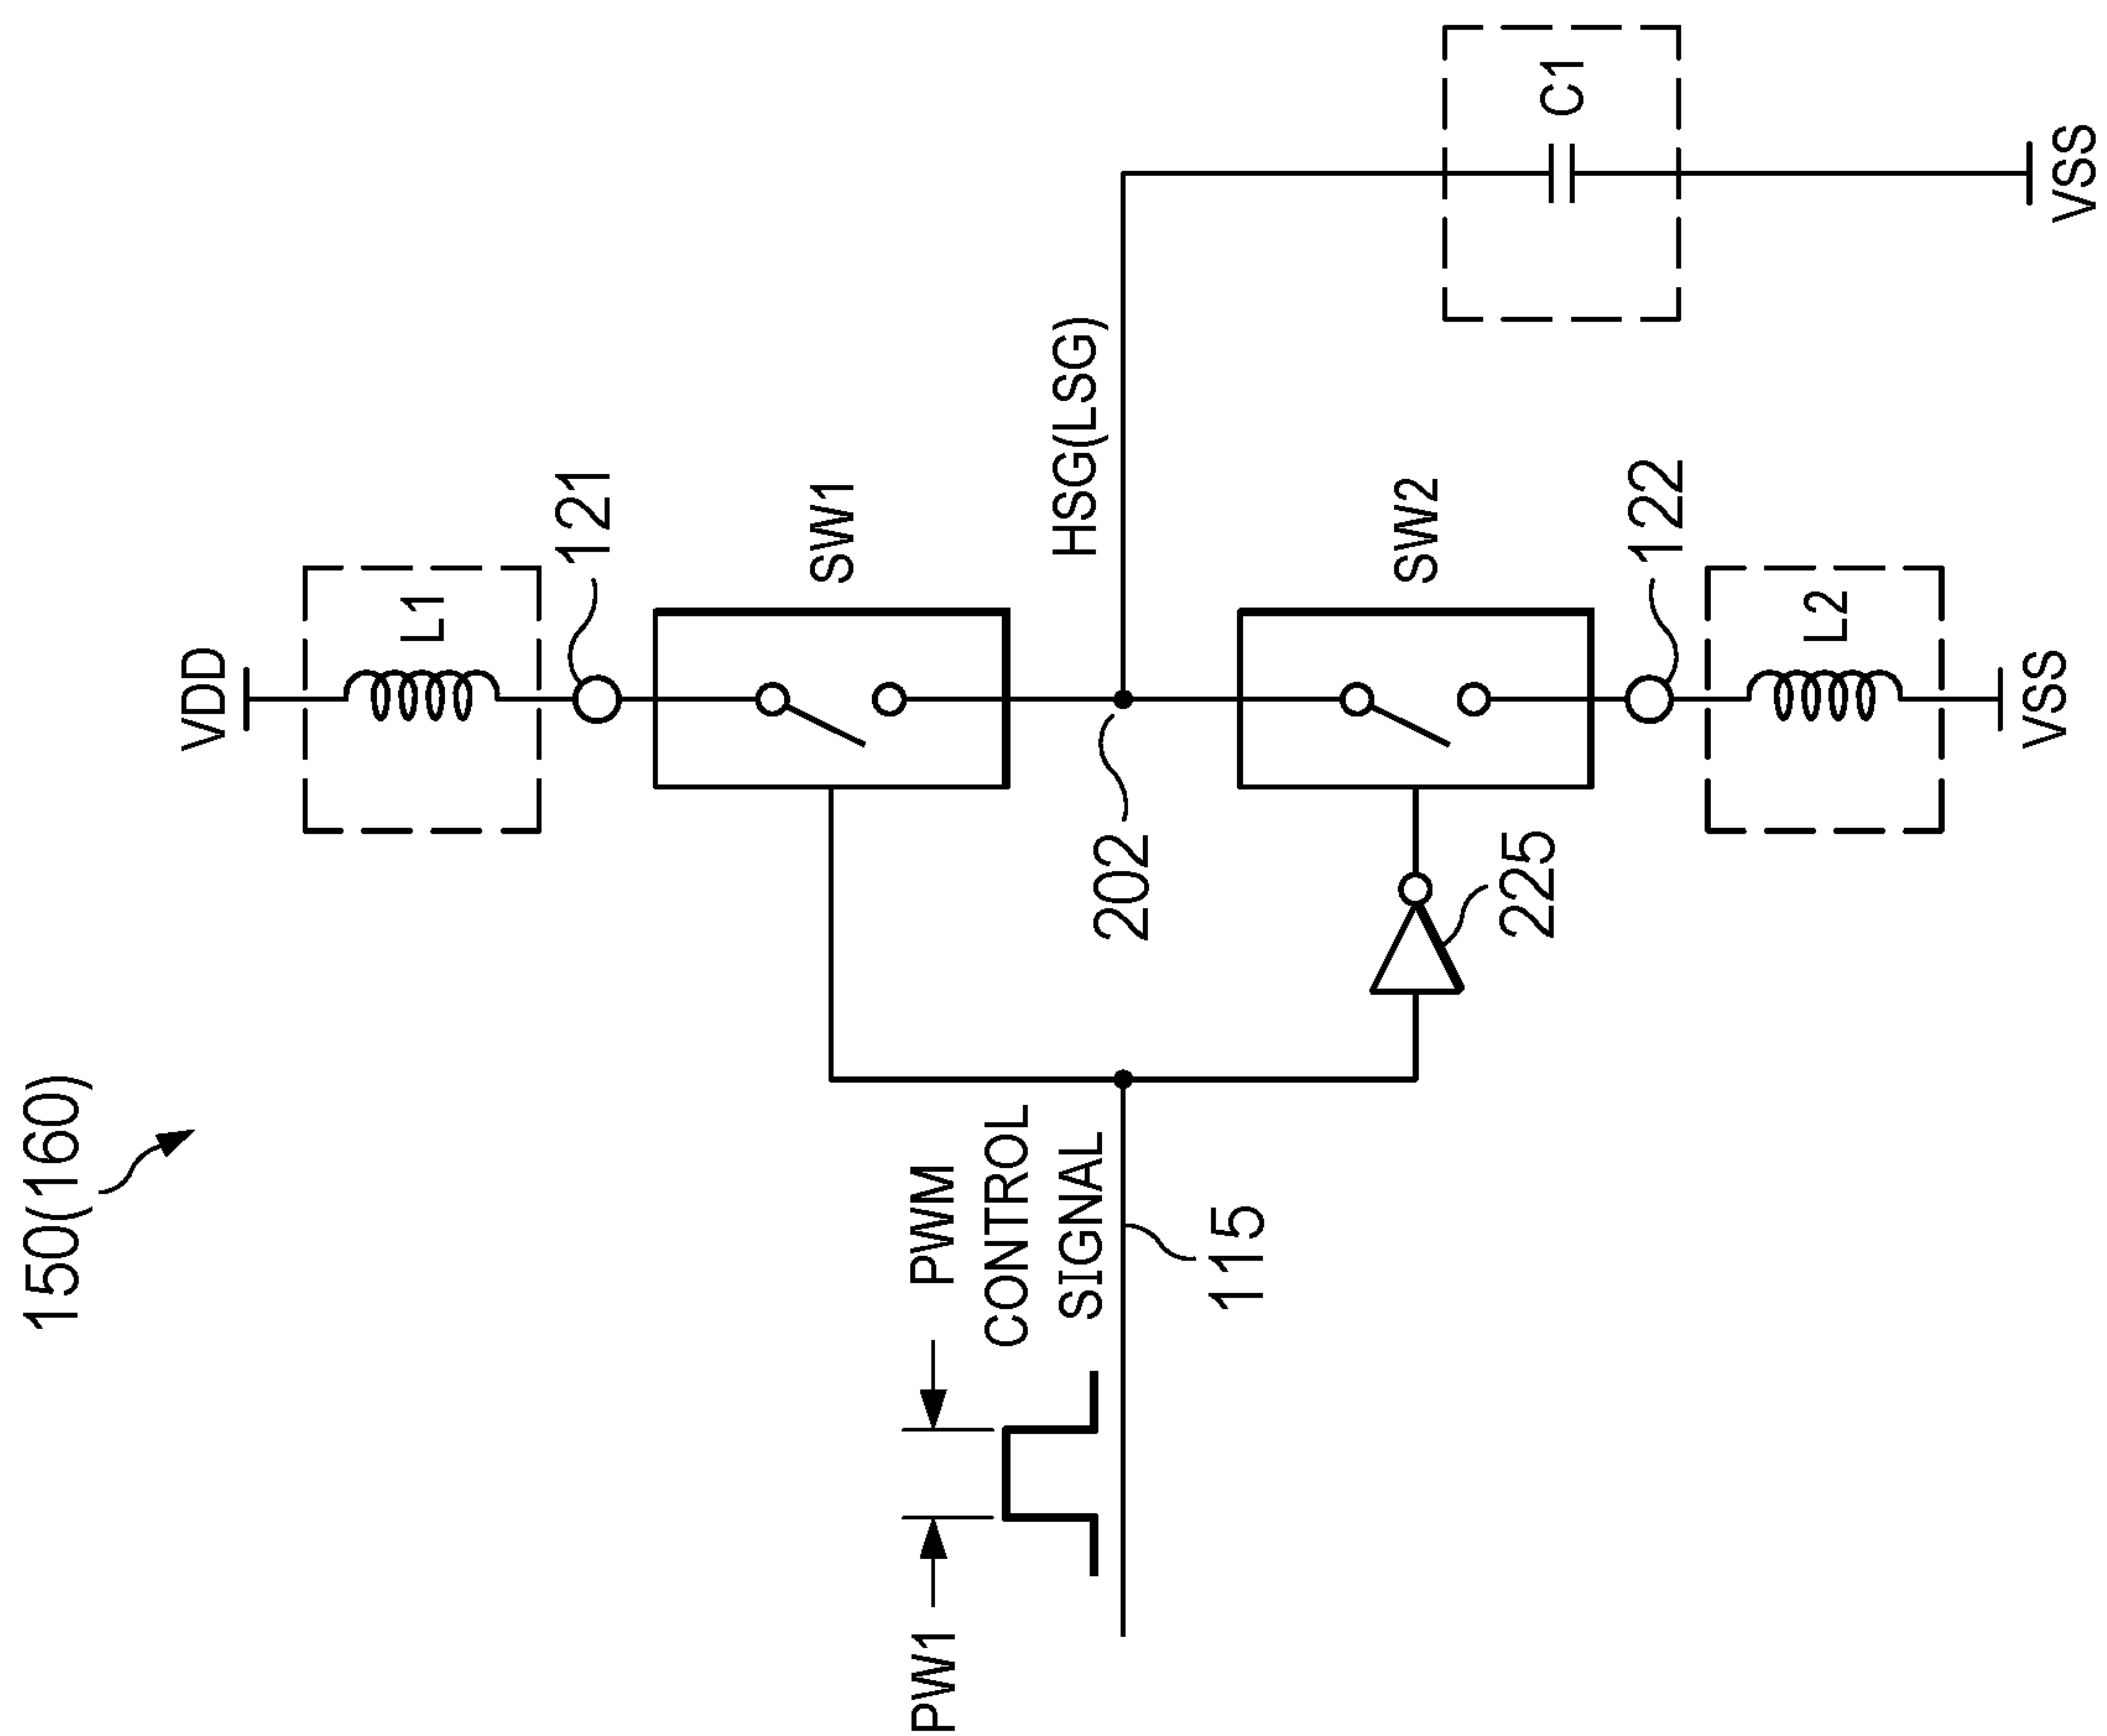 150(160)
VDD
L1
121
SW1
PW1
PWM
CONTROL
SIGNAL
115
202
HSG(LSG)
225
SW2
122
L2
VSS
C1
VSS